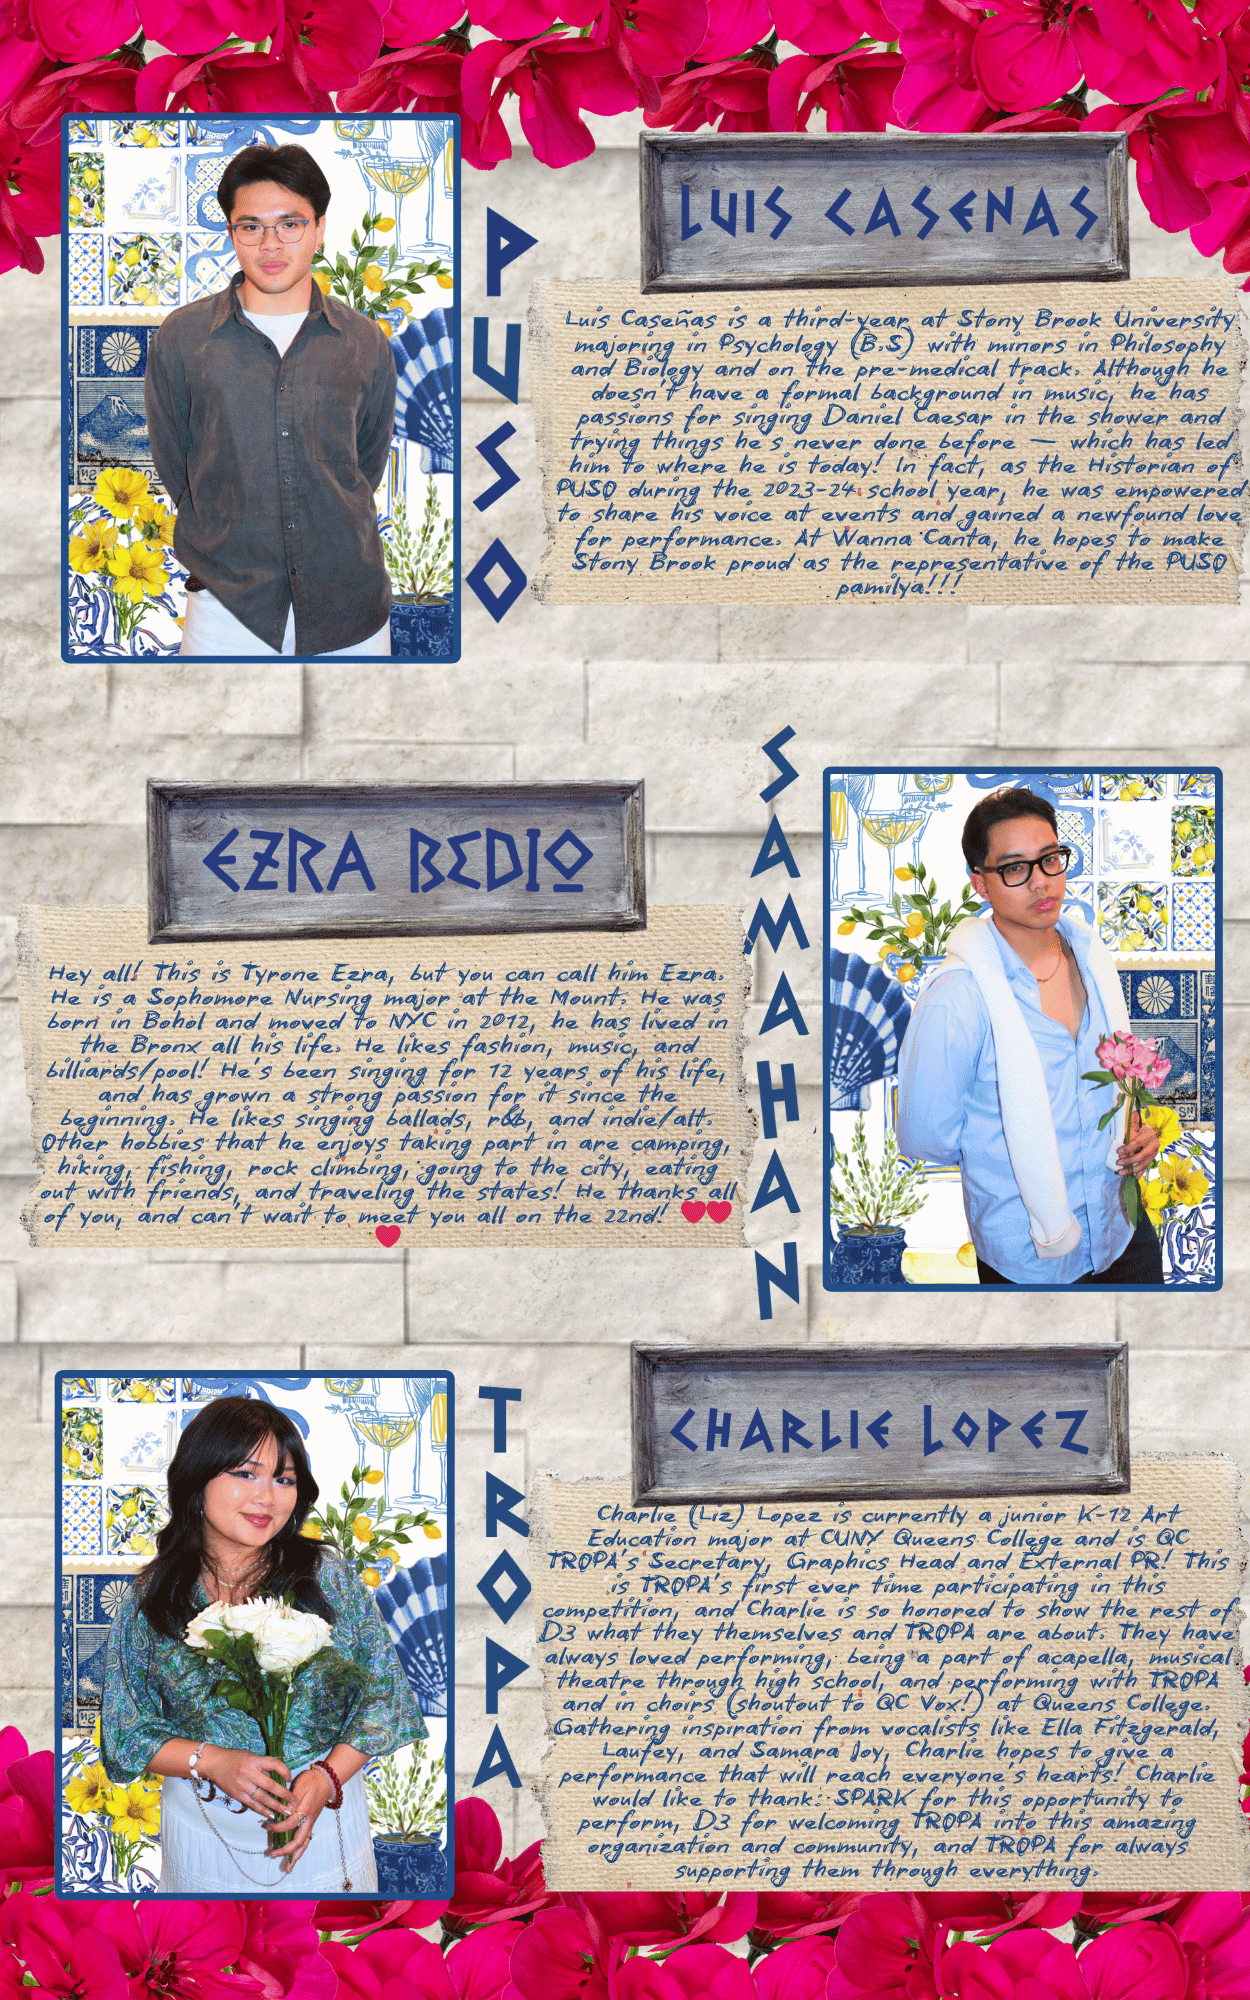 PUSO
LUIS CASENAS
Luis Caseñas is a third-year at Stony Brook University
majoring in Psychology (B.S) with minors in Philosophy
and Biology and on the pre-medical track. Although he
doesn't have a formal background in music, he has
passions for singing Daniel Caesar in the shower and
trying things he's never done before — which has led
him to where he is today! In fact, as the Historian of
PUSO during the 2023-24 school year, he was empowered
to share his voice at events and gained a newfound love
for performance. At Wanna Canta, he hopes to make
Stony Brook proud as the representative of the PUSO
pamilya!!!
SAMAHAN
EZRA BEDIO
Hey all! This is Tyrone Ezra, but you can call him Ezra.
He is a Sophomore Nursing major at the Mount. He was
born in Bohol and moved to NYC in 2012, he has lived in
the Bronx all his life. He likes fashion, music, and
billiards/pool! He's been singing for 12 years of his life,
and has grown a strong passion for it since the
beginning. He likes singing ballads, r&b, and indie/alt.
Other hobbies that he enjoys taking part in are camping,
hiking, fishing, rock climbing, going to the city, eating
out with friends, and traveling the states! He thanks all
of you, and can't wait to meet you all on the 22nd! ❤❤
❤
TROPA
CHARLIE LOPEZ
Charlie (Liz) Lopez is currently a junior K-12 Art
Education major at CUNY Queens College and is QC
TROPA's Secretary, Graphics Head and External PR! This
is TROPA's first ever time participating in this
competition, and Charlie is so honored to show the rest of
D3 what they themselves and TROPA are about. They have
always loved performing, being a part of acapella, musical
theatre through high school, and performing with TROPA
and in choirs (shoutout to QC Vox!) at Queens College.
Gathering inspiration from vocalists like Ella Fitzgerald,
Laufey, and Samara Joy, Charlie hopes to give a
performance that will reach everyone's hearts! Charlie
would like to thank: SPARK for this opportunity to
perform, D3 for welcoming TROPA into this amazing
organization and community, and TROPA for always
supporting them through everything.